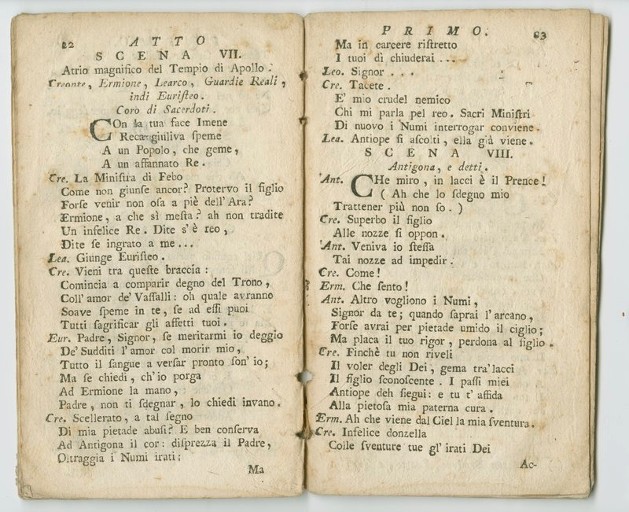 22 ATTO
SCENA VII.
Atrio magnifico del Tempio di Apollo.
Creonte, Ermione, Learco, Guardie Reali,
indi Euristeo.
Coro di Sacerdoti.
COn la tua face Imene
Reca giuliva speme
A un Popolo, che geme,
A un affannato Re.
Cre. La Ministra di Febo
Come non giunse ancor? Protervo il figlio
Forse venir non osa a piè dell'Ara?
Ermione, a che sì mesta? ah non tradite
Un infelice Re. Dite s'è reo,
Dite se ingrato a me...
Lea. Giunge Euristeo.
Cre. Vieni tra queste braccia:
Comincia a comparir degno del Trono,
Coll'amor de' Vassalli: oh quale avranno
Soave speme in te, se ad essi puoi
Tutti sagrificar gli affetti tuoi.
Eur. Padre, Signor, se meritarmi io deggio
De' Sudditi l'amor col morir mio,
Tutto il sangue a versar pronto son'io;
Ma se chiedi, ch'io porga
Ad Ermione la mano,
Padre, non ti sdegnar, lo chiedi invano.
Cre. Scellerato, a tal segno
Di mia pietade abusi? E ben conserva
Ad Antigona il cor: disprezza il Padre,
Oltraggia i Numi irati:
Ma
PRIMO. 23
Ma in carcere ristretto
I tuoi dì chiuderai...
Leo. Signor...
Cre. Tacete.
E' mio crudel nemico
Chi mi parla pel reo. Sacri Ministri
Di nuovo i Numi interrogar conviene.
Lea. Antiope si ascolti, ella già viene.
SCENA VIII.
Antigona, e detti.
Ant. CHe miro, in lacci è il Prence!
( Ah che lo sdegno mio
Trattener più non so. )
Cre. Superbo il figlio
Alle nozze si oppon.
Ant. Veniva io stessa
Tai nozze ad impedir.
Cre. Come!
Erm. Che sento!
Ant. Altro vogliono i Numi,
Signor da te; quando saprai l'arcano,
Forse avrai per pietade umido il ciglio;
Ma placa il tuo rigor, perdona al figlio.
Cre. Finchè tu non riveli
Il voler degli Dei, gema tra' lacci
Il figlio sconoscente. I passi miei
Antiope deh siegui: e tu t'affida
Alla pietosa mia paterna cura.
Erm. Ah che viene dal Ciel la mia sventura.
Cre. Infelice donzella
Colle sventure tue gl'irati Dei
Ac-